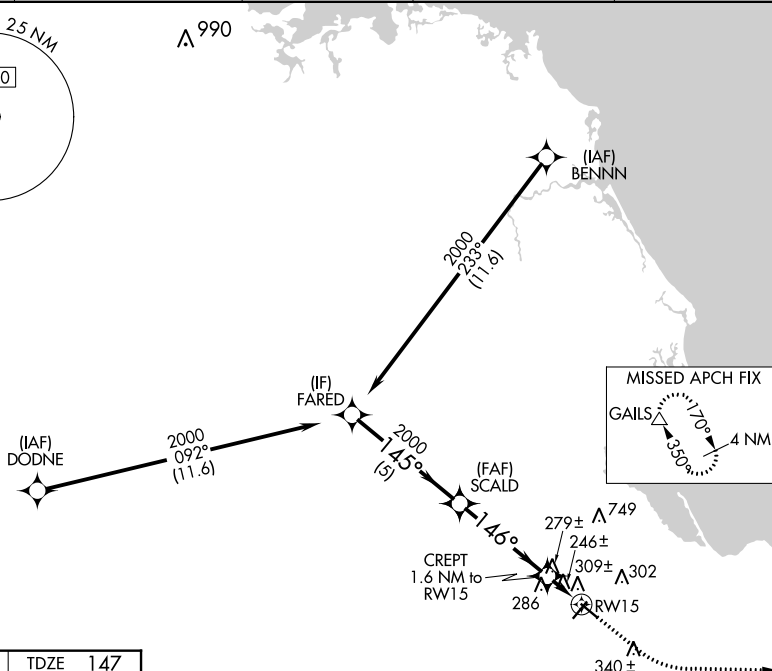 25 NM
0
990
(IAF)
BENNN
2000
233°
(11.6)
(IF)
FARED
MISSED APCH FIX
GAILS
170°
350°
4 NM
(IAF)
DODNE
2000
092°
(11.6)
2000
145°
(5)
(FAF)
SCALD
146°
749
279±
246±
309±
302
CREPT
1.6 NM to
RW15
286
RW15
340±
TDZE 147